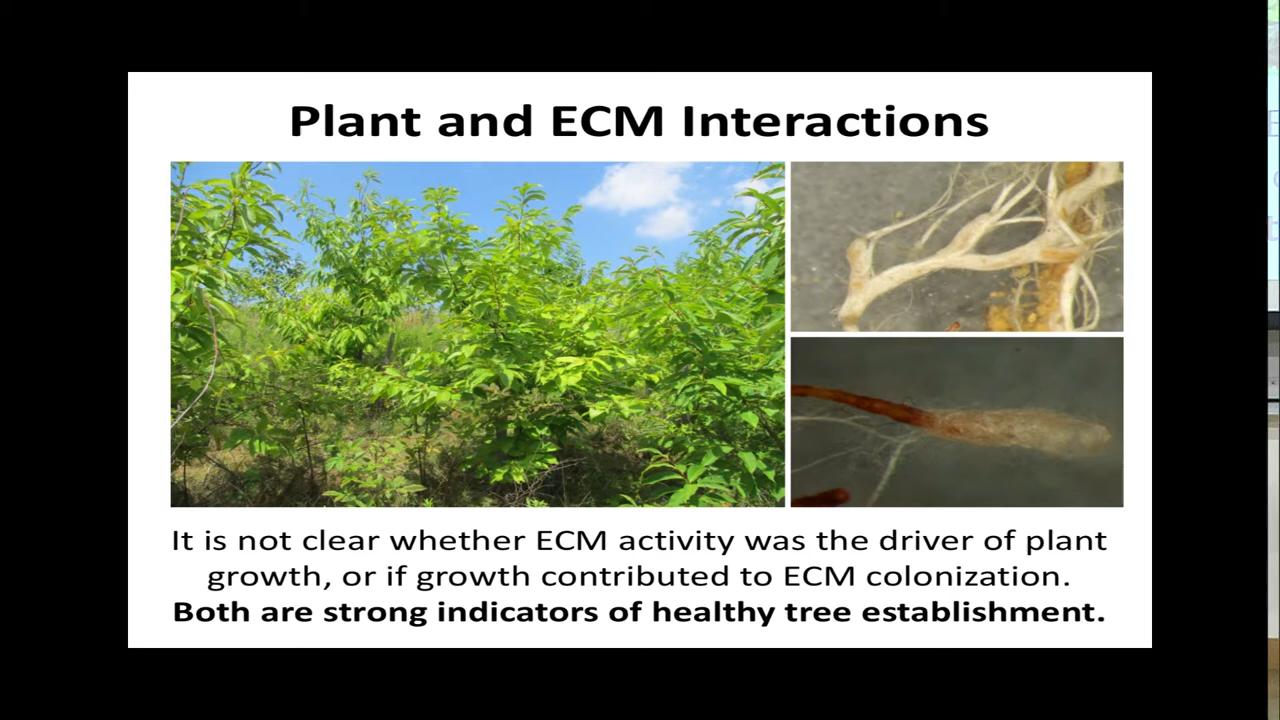 Plant and ECM Interactions
It is not clear whether ECM activity was the driver of plant
growth, or if growth contributed to ECM colonization.
Both are strong indicators of healthy tree establishment.